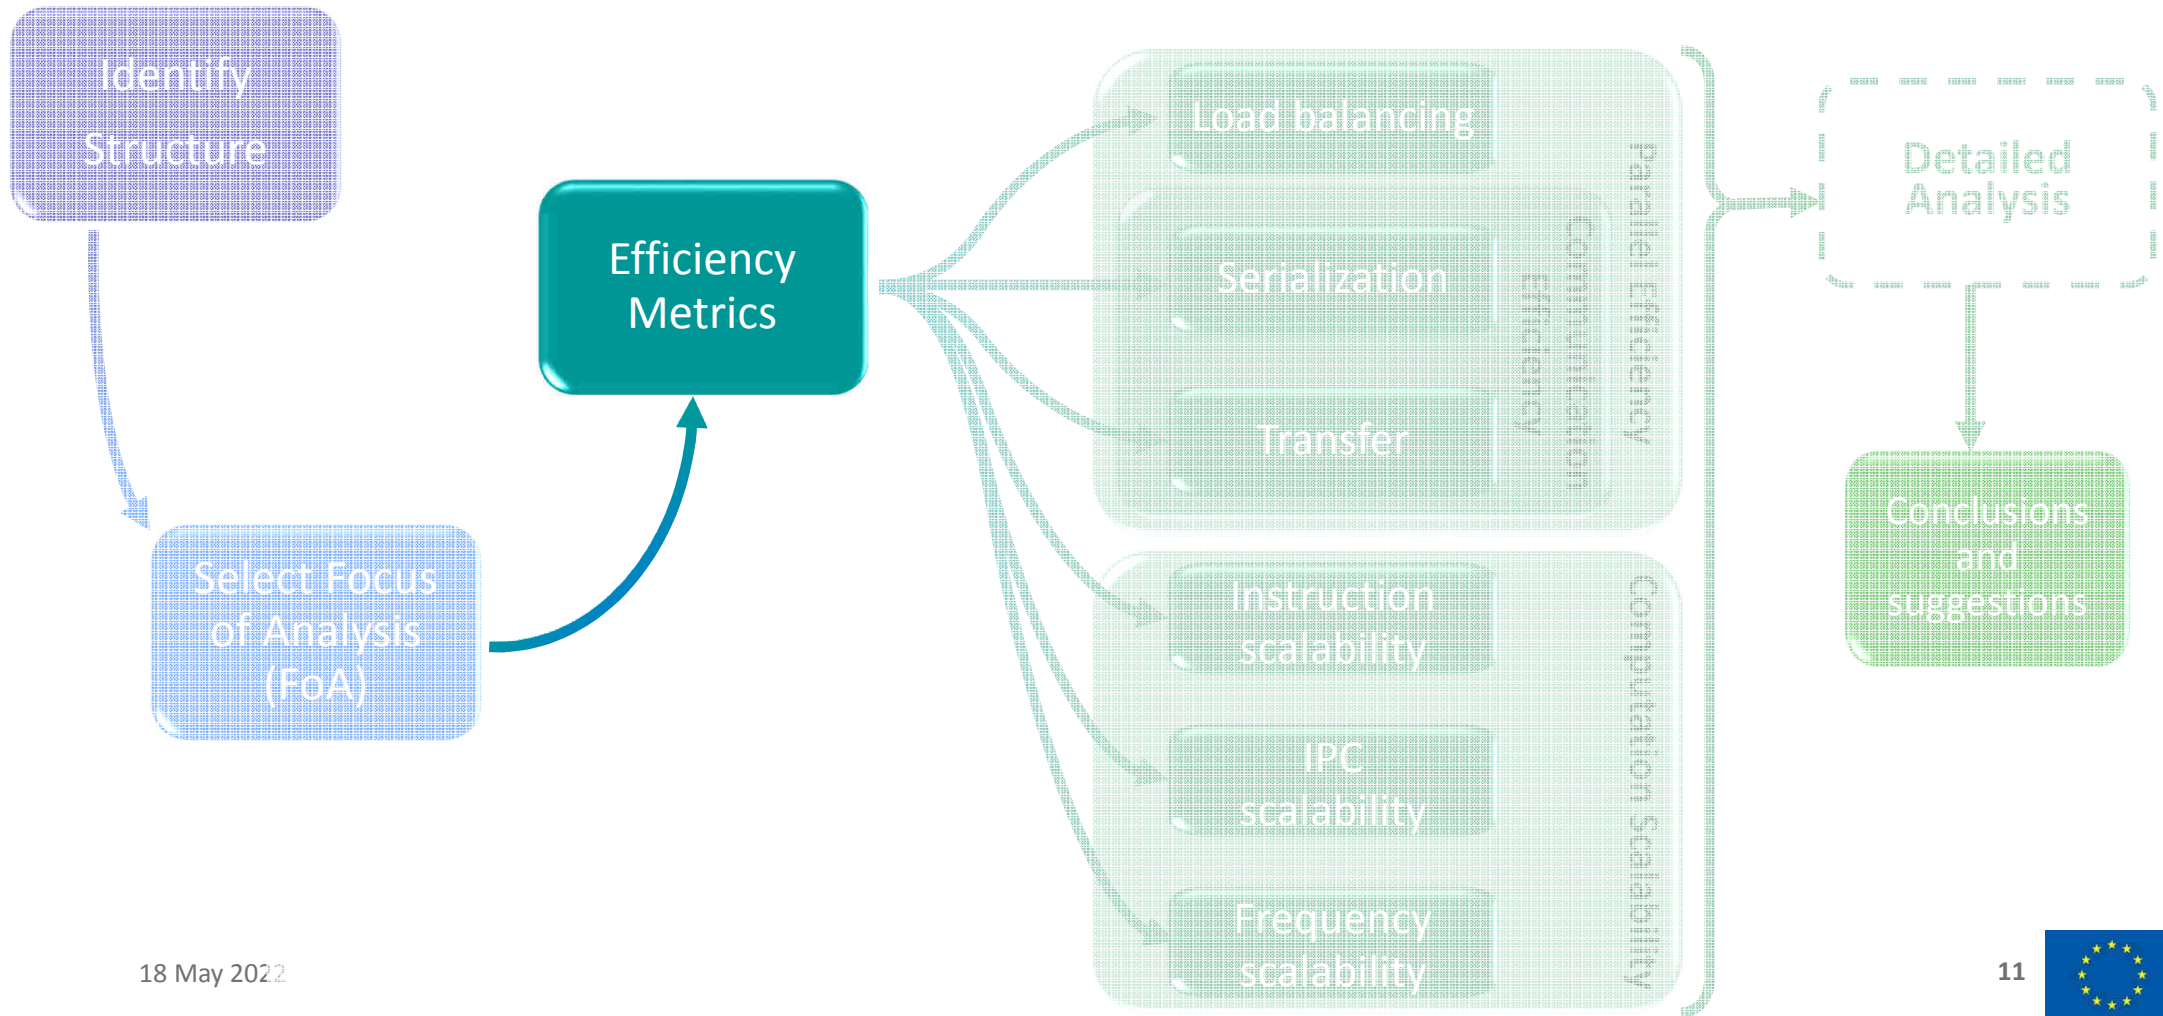 Identify
Structure
Select Focus
of Analysis
(FoA)
Efficiency
Metrics
Load balancing
Serialization
Transfer
Communication
Efficiency
Parallel Efficiency
Instruction
scalability
IPC
scalability
Frequency
scalability
Computation Scalability
Detailed
Analysis
Conclusions
and
suggestions
18 May 2022
11